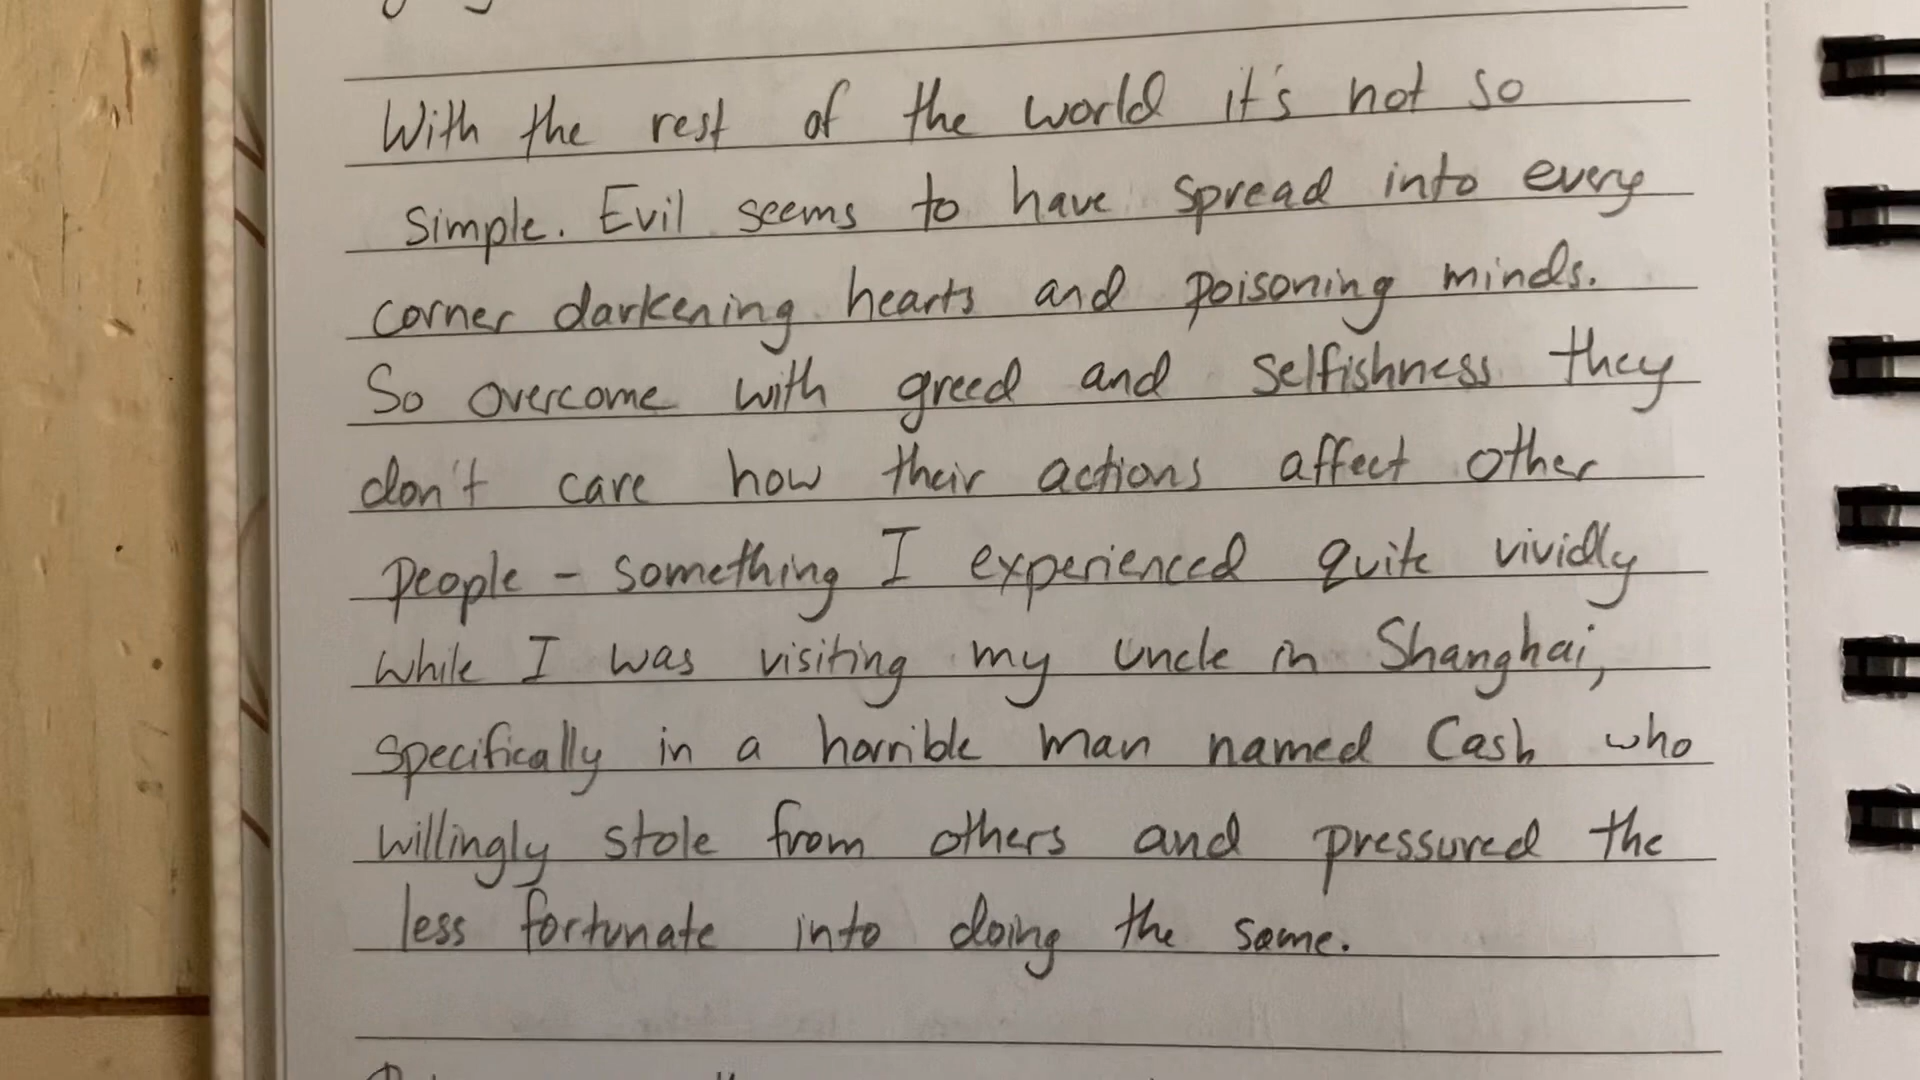 With the rest of the world it's not so
simple. Evil seems to have spread into every
corner darkening hearts and poisoning minds.
So overcome with greed and selfishness they
don't care how their actions affect other
people - something I experienced quite vividly
while I was visiting my uncle in Shanghai,
specifically in a horrible man named Cash who
willingly stole from others and pressured the
less fortunate into doing the same.